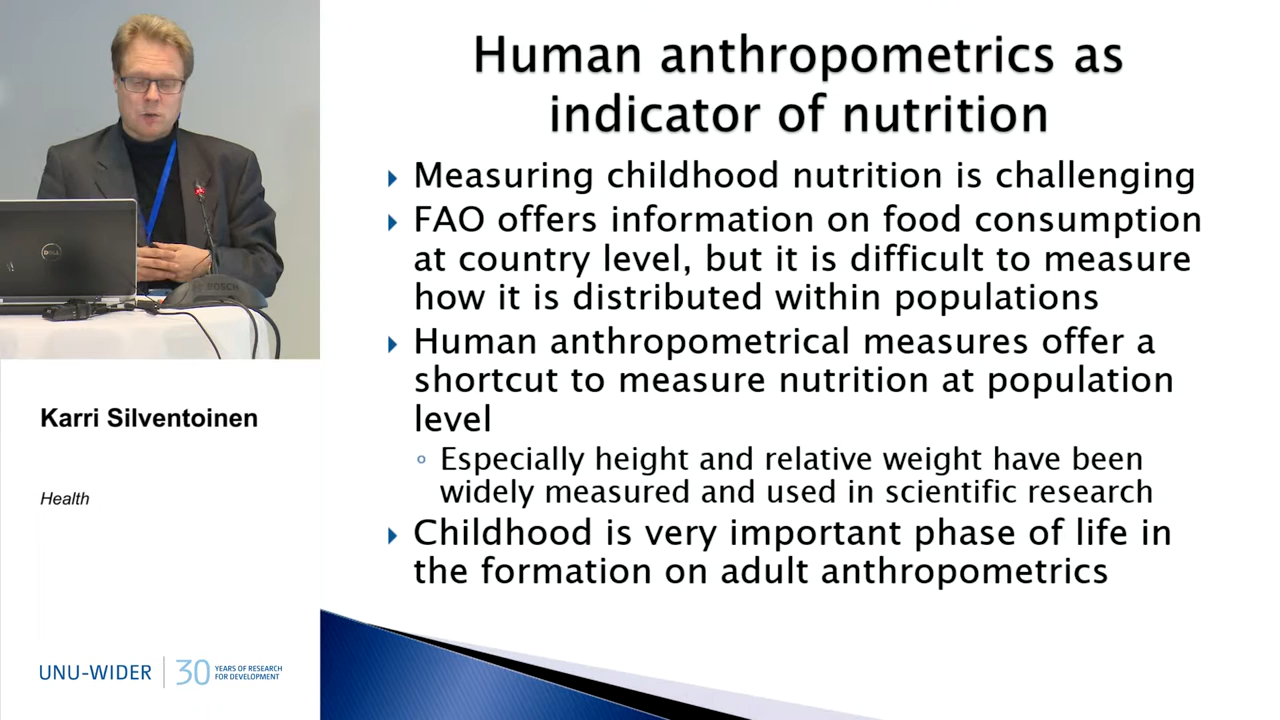 Human anthropometrics as
indicator of nutrition
Measuring childhood nutrition is challenging
FAO offers information on food consumption
at country level, but it is difficult to measure
how it is distributed within populations
Human anthropometrical measures offer a
shortcut to measure nutrition at population
level
Especially height and relative weight have been
widely measured and used in scientific research
Childhood is very important phase of life in
the formation on adult anthropometrics
DELL
BOSCH
Karri Silventoinen
Health
UNU-WIDER
30
YEARS OF RESEARCH
FOR DEVELOPMENT